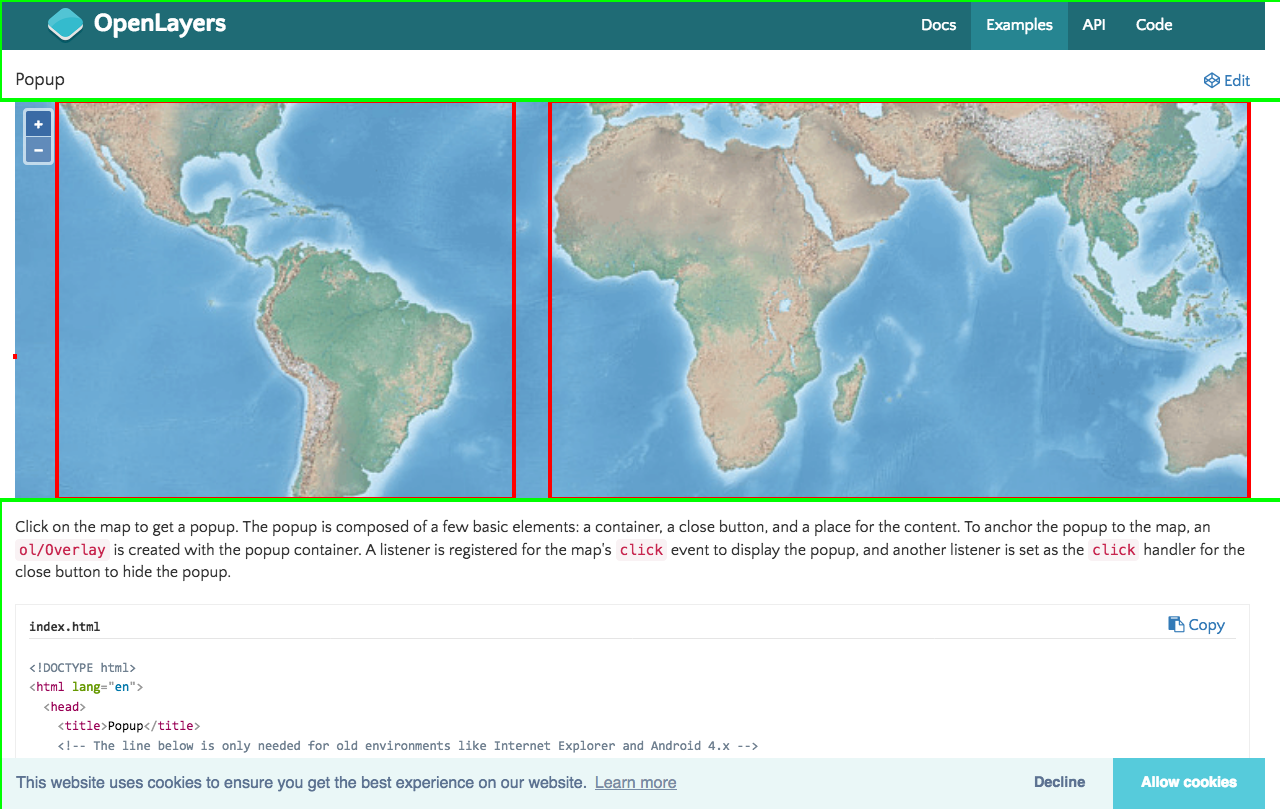 OpenLayers
Docs Examples API Code
Popup
Edit
+
−
Click on the map to get a popup. The popup is composed of a few basic elements: a container, a close button, and a place for the content. To anchor the popup to the map, an
ol/Overlay is created with the popup container. A listener is registered for the map's click event to display the popup, and another listener is set as the click handler for the
close button to hide the popup.
index.html
Copy
<!DOCTYPE html>
<html lang="en">
<head>
<title>Popup</title>
<!-- The line below is only needed for old environments like Internet Explorer and Android 4.x -->
This website uses cookies to ensure you get the best experience on our website. Learn more
Decline
Allow cookies